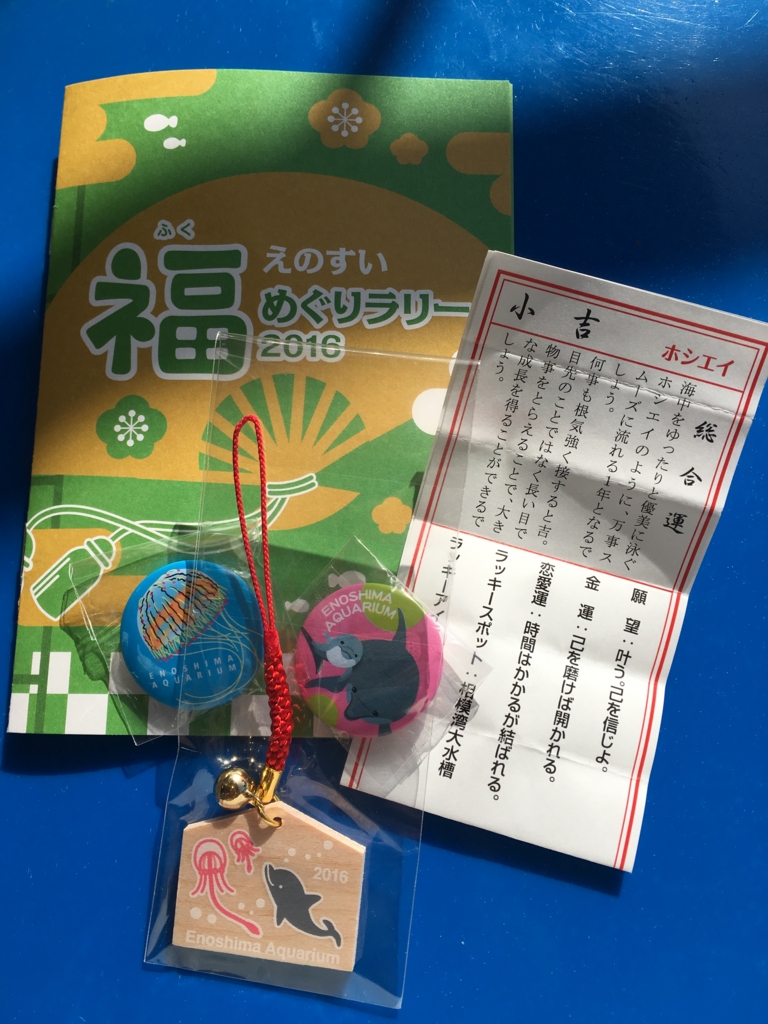 ふく
福
えのすい
めぐりラリー
2016
小吉
ホシエイ
総合運
海中をゆったりと優美に泳ぐ
ホシエイのように、万事ス
ムーズに流れる1年となるで
しょう。
何事も根気強く接すると吉。
目先のことではなく長い目で
物事をとらえることで、大き
な成長を得ることができるで
しょう。
願望：叶う。己を信じよ。
金運：己を磨けば開かれる。
恋愛運：時間はかかるが結ばれる。
ラッキースポット：相模湾大水槽
ラッキーアイ
ENOSHIMA
AQUARIUM
ENOSHIMA
AQUARIUM
2016
Enoshima Aquarium